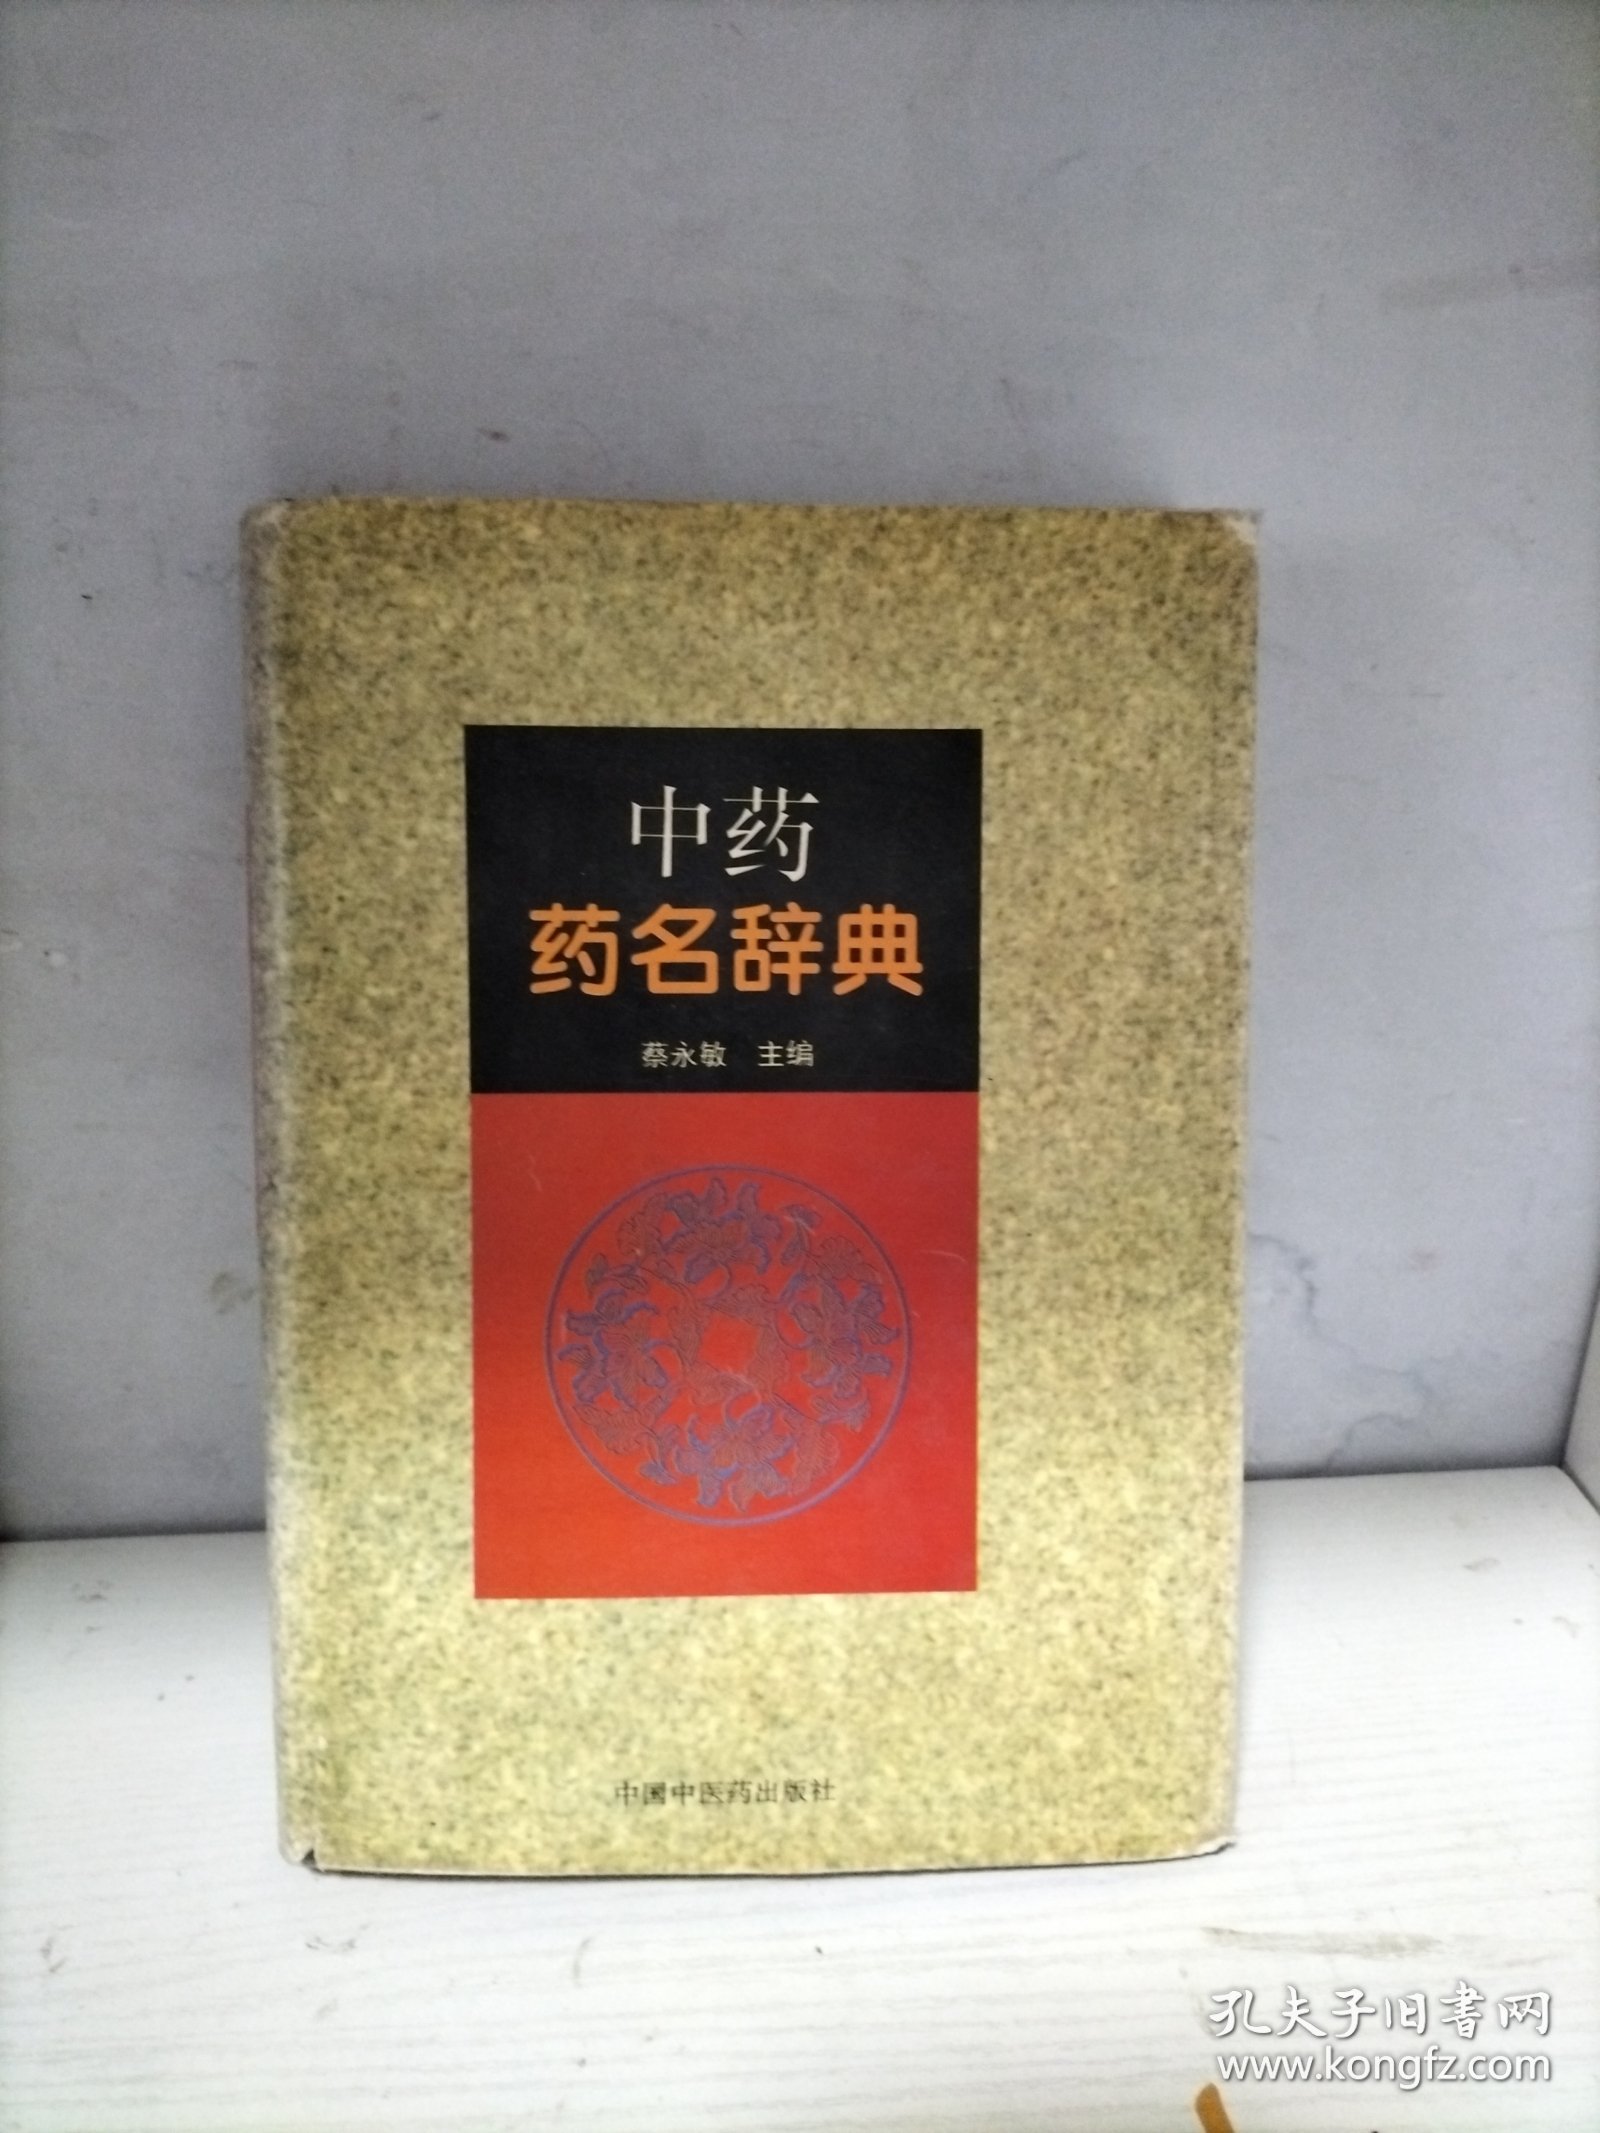 中药
药名辞典
蔡永敏 主编
中国中医药出版社
孔夫子旧书网
www.kongfz.com